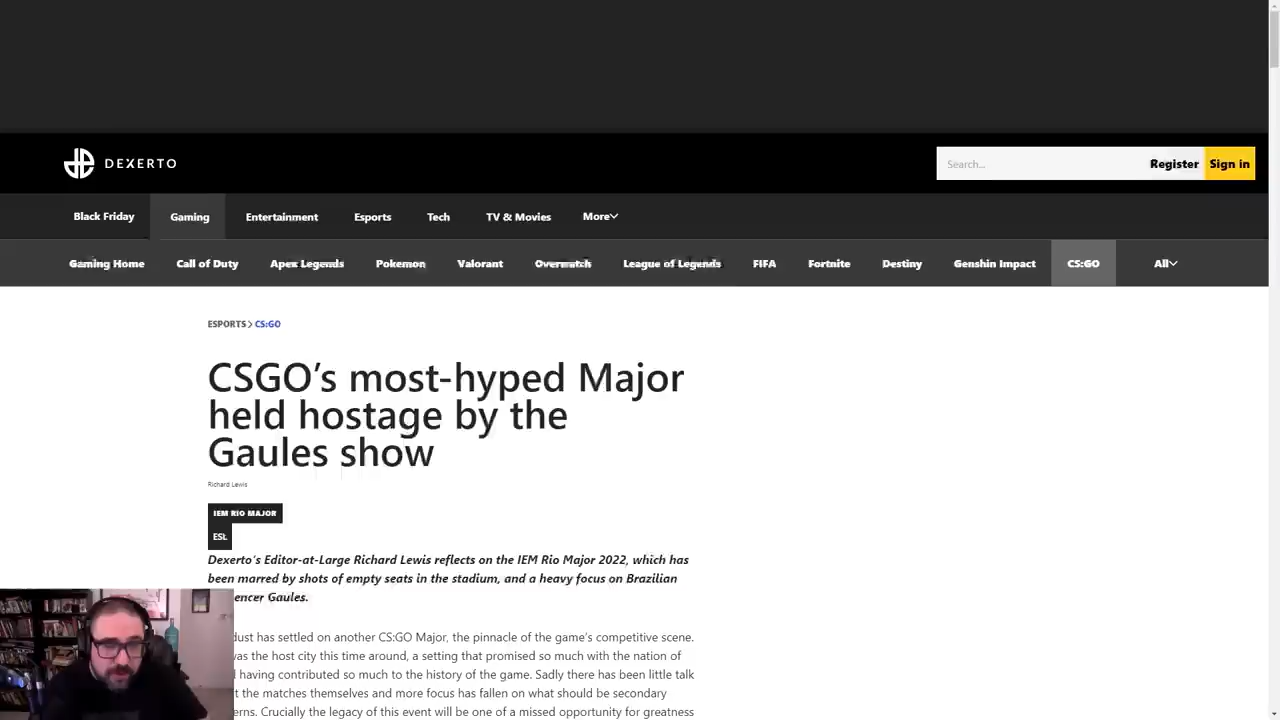 DEXERTO
Search...
Register
Sign in
Black Friday
Gaming
Entertainment
Esports
Tech
TV & Movies
More
Gaming Home
Call of Duty
Apex Legends
Pokemon
Valorant
Overwatch
League of Legends
FIFA
Fortnite
Destiny
Genshin Impact
CS:GO
All
ESPORTS > CS:GO
CSGO's most-hyped Major
held hostage by the
Gaules show
Richard Lewis
IEM RIO MAJOR
ESL
Dexerto's Editor-at-Large Richard Lewis reflects on the IEM Rio Major 2022, which has
been marred by shots of empty seats in the stadium, and a heavy focus on Brazilian
Gaules.
dust has settled on another CS:GO Major, the pinnacle of the game's competitive scene.
the host city this time around, a setting that promised so much with the nation of
having contributed so much to the history of the game. Sadly there has been little talk
the matches themselves and more focus has fallen on what should be secondary
Crucially the legacy of this event will be one of a missed opportunity for greatness